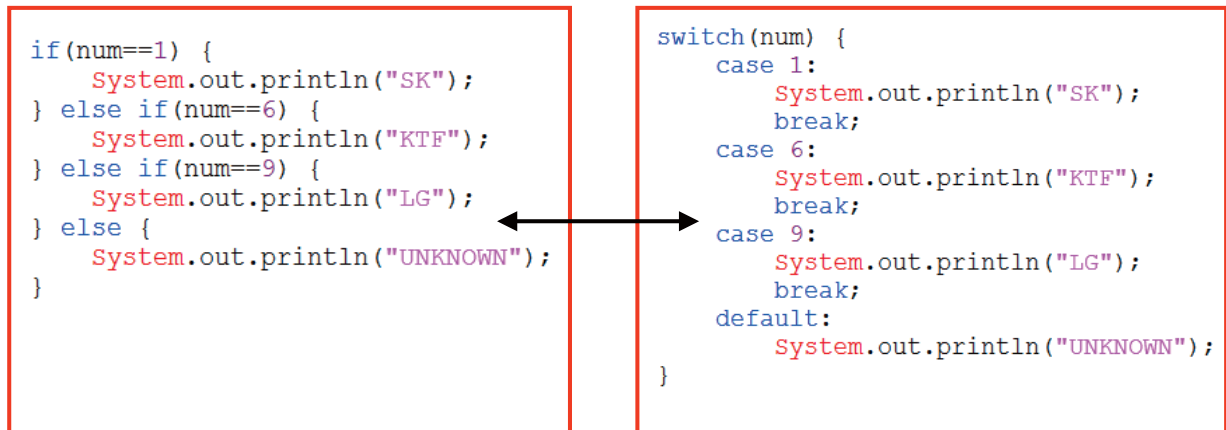 if(num==1) {
    System.out.println("SK");
} else if(num==6) {
    System.out.println("KTF");
} else if(num==9) {
    System.out.println("LG");
} else {
    System.out.println("UNKNOWN");
}
switch(num) {
    case 1:
        System.out.println("SK");
        break;
    case 6:
        System.out.println("KTF");
        break;
    case 9:
        System.out.println("LG");
        break;
    default:
        System.out.println("UNKNOWN");
}